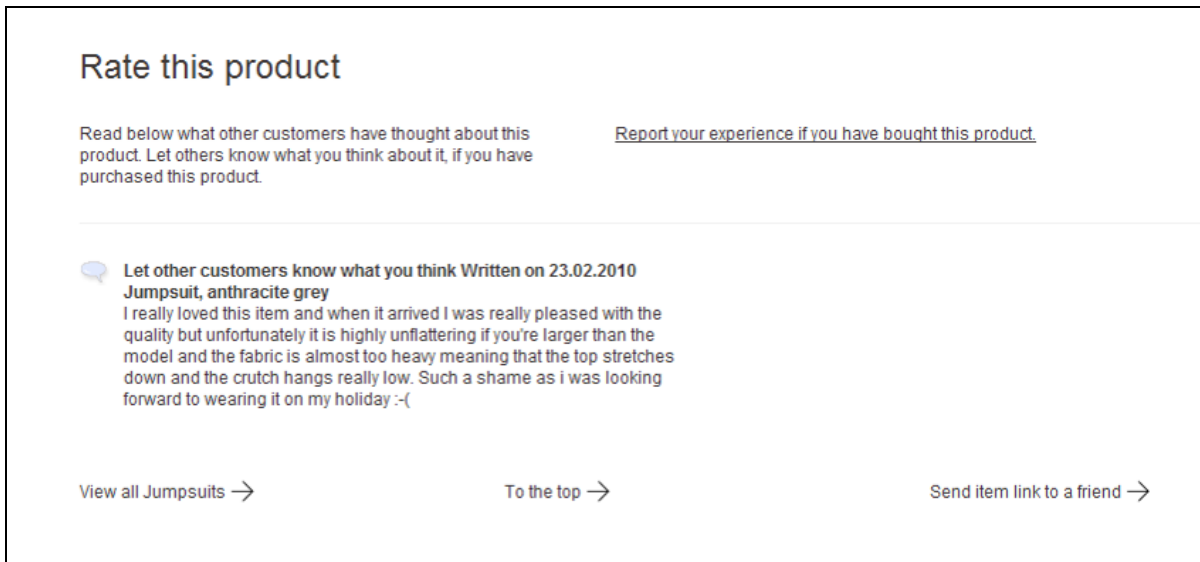 Rate this product
Read below what other customers have thought about this
product. Let others know what you think about it, if you have
purchased this product.
Report your experience if you have bought this product.
Let other customers know what you think Written on 23.02.2010
Jumpsuit, anthracite grey
I really loved this item and when it arrived I was really pleased with the
quality but unfortunately it is highly unflattering if you're larger than the
model and the fabric is almost too heavy meaning that the top stretches
down and the crutch hangs really low. Such a shame as i was looking
forward to wearing it on my holiday :-(
View all Jumpsuits
To the top
Send item link to a friend